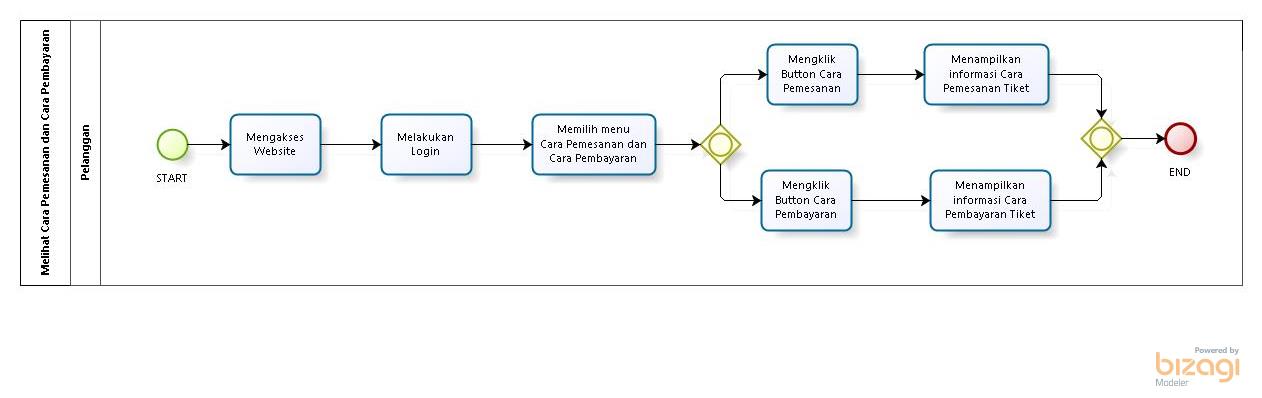 Melihat Cara Pemesanan dan Cara Pembayaran
Pelanggan
START
Mengakses
Website
Melakukan
Login
Memilih menu
Cara Pemesanan dan
Cara Pembayaran
Mengklik
Button Cara
Pemesanan
Menampilkan
informasi Cara
Pemesanan Tiket
Mengklik
Button Cara
Pembayaran
Menampilkan
informasi Cara
Pembayaran Tiket
END
Powered by
bizagi
Modeler